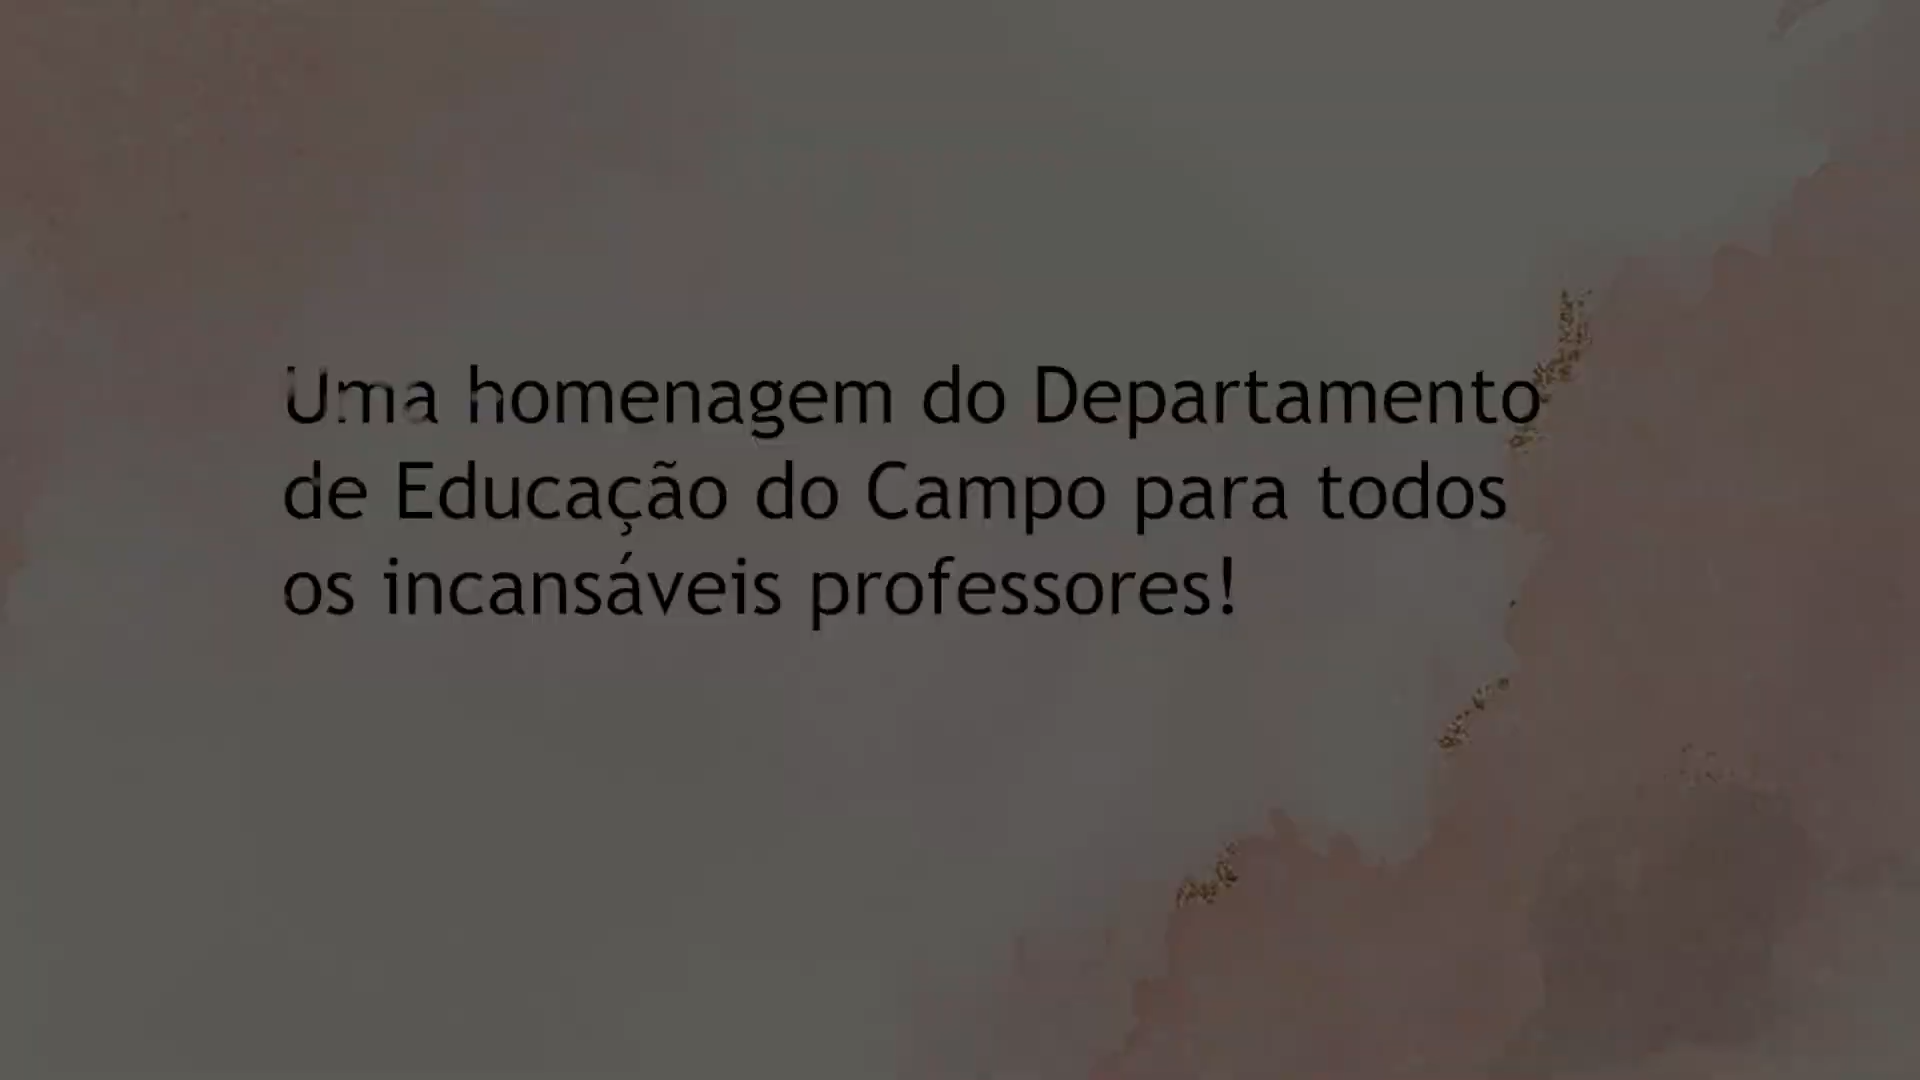 Uma homenagem do Departamento
de Educação do Campo para todos
os incansáveis professores!